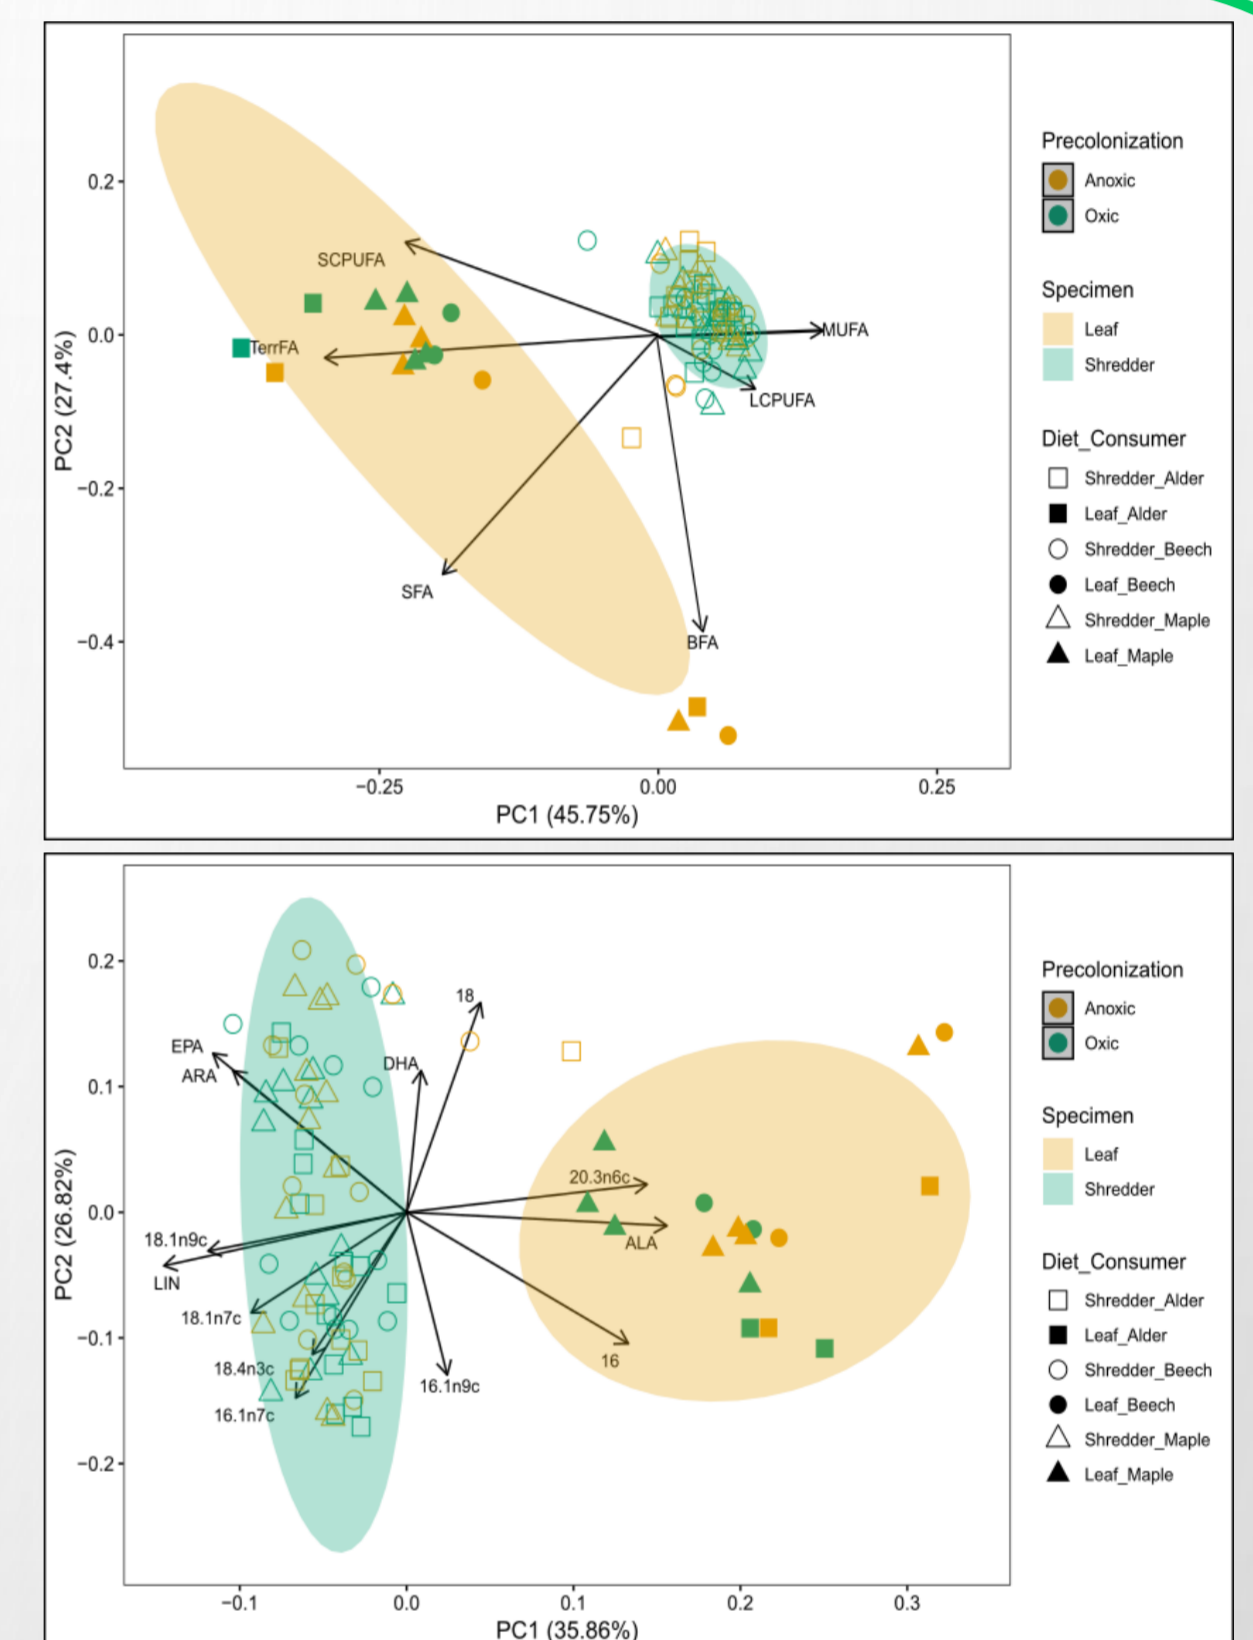 Precolonization
Anoxic
Oxic
Specimen
Leaf
Shredder
Diet_Consumer
Shredder_Alder
Leaf_Alder
Shredder_Beech
Leaf_Beech
Shredder_Maple
Leaf_Maple
PC2 (27.4%)
0.2
0.0
−0.2
−0.4
SCPUFA
TerrFA
MUFA
LCPUFA
SFA
BFA
−0.25
0.00
0.25
PC1 (45.75%)
Precolonization
Anoxic
Oxic
Specimen
Leaf
Shredder
Diet_Consumer
Shredder_Alder
Leaf_Alder
Shredder_Beech
Leaf_Beech
Shredder_Maple
Leaf_Maple
PC2 (26.82%)
0.2
0.1
0.0
−0.1
−0.2
18
EPA
DHA
ARA
20.3n6c
18.1n9c
ALA
LIN
18.1n7c
16
18.4n3c
16.1n9c
16.1n7c
−0.1
0.0
0.1
0.2
0.3
PC1 (35.86%)